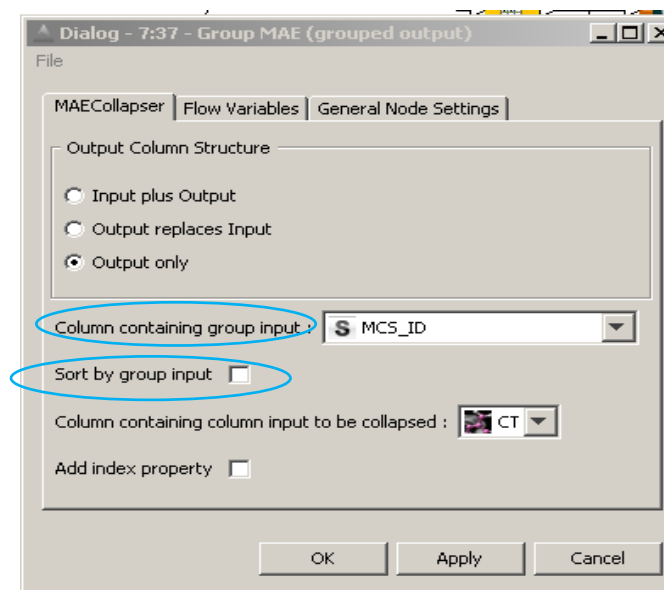 Dialog - 7:37 - Group MAE (grouped output)
File
MAECollapser Flow Variables General Node Settings
Output Column Structure
Input plus Output
Output replaces Input
Output only
Column containing group input : S MCS_ID
Sort by group input
Column containing column input to be collapsed : CT
Add index property
OK Apply Cancel